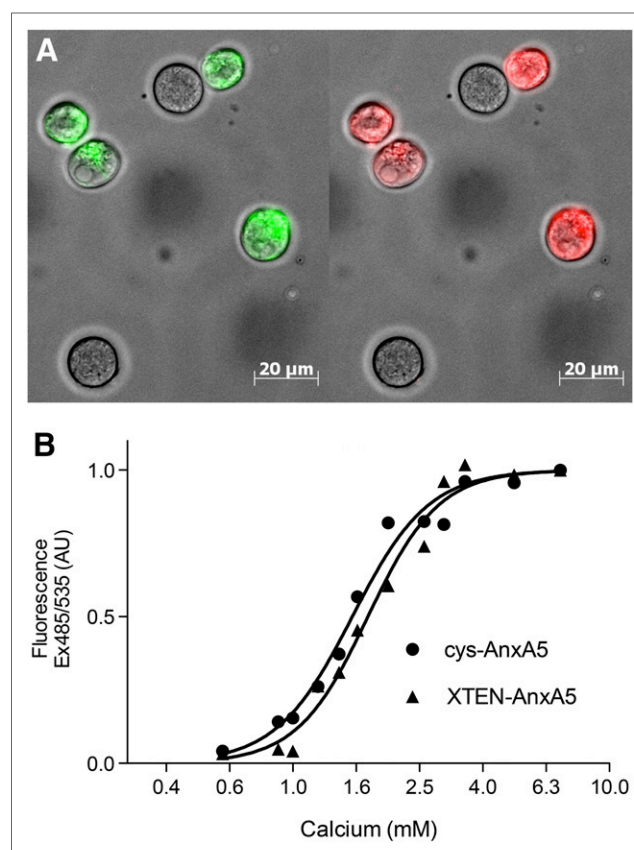 A
20 µm
20 µm
B
1.0
0.5
0.0
Fluorescence
Ex485/535 (AU)
cys-AnxA5
XTEN-AnxA5
0.4 0.6 1.0 1.6 2.5 4.0 6.3 10.0
Calcium (mM)